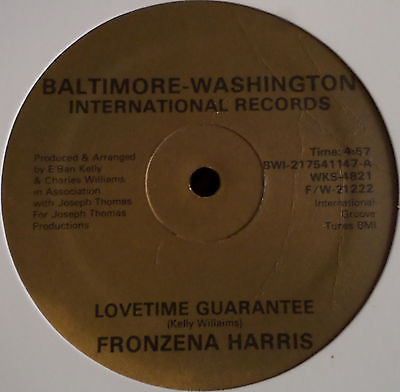 BALTIMORE-WASHINGTON
INTERNATIONAL RECORDS
Produced & Arranged
by E Ban Kelly
& Charles Williams
in Association
with Joseph Thomas
For Joseph Thomas
Productions
Time: 4:57
BWI-217541147-A
WKS-4821
F/W-21222
International
Groove
Tunes BMI
LOVETIME GUARANTEE
(Kelly Williams)
FRONZENA HARRIS